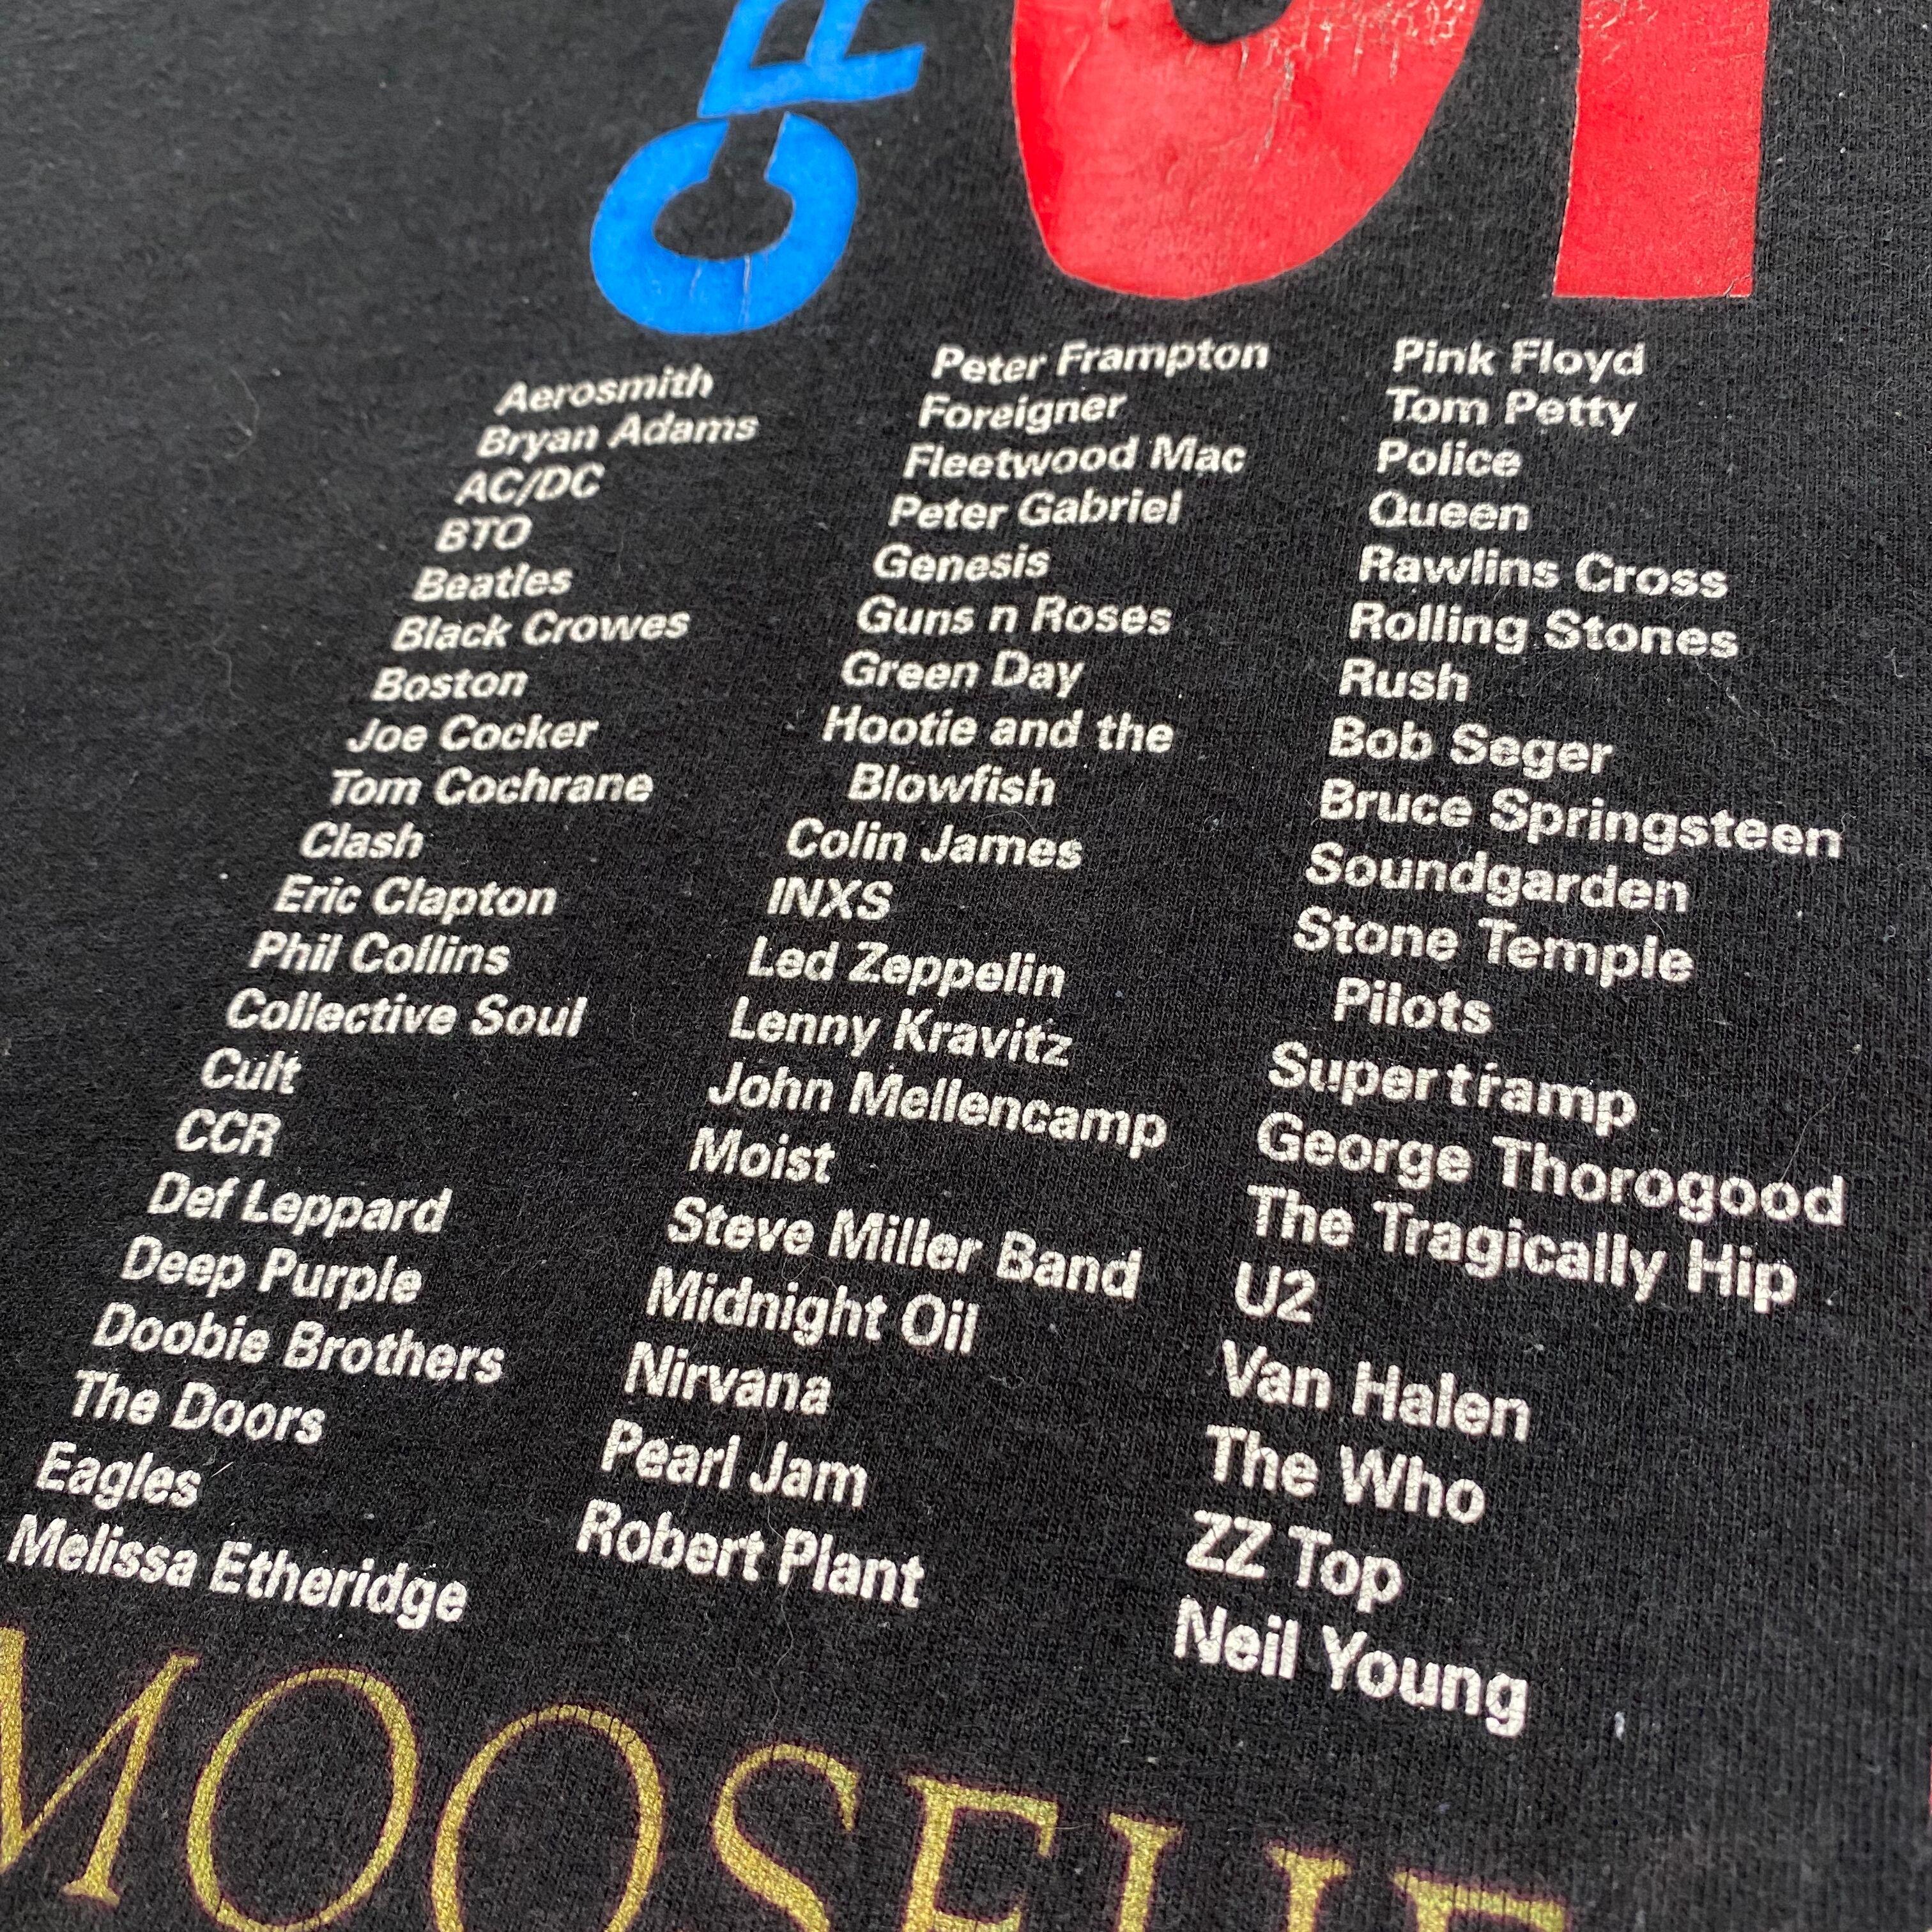 CF
Aerosmith
Bryan Adams
AC/DC
BTO
Beatles
Black Crowes
Boston
Joe Cocker
Tom Cochrane
Clash
Eric Clapton
Phil Collins
Collective Soul
Cult
CCR
Def Leppard
Deep Purple
Doobie Brothers
The Doors
Eagles
Melissa Etheridge
Peter Frampton
Foreigner
Fleetwood Mac
Peter Gabriel
Genesis
Guns n Roses
Green Day
Hootie and the
Blowfish
Colin James
INXS
Led Zeppelin
Lenny Kravitz
John Mellencamp
Moist
Steve Miller Band
Midnight Oil
Nirvana
Pearl Jam
Robert Plant
Pink Floyd
Tom Petty
Police
Queen
Rawlins Cross
Rolling Stones
Rush
Bob Seger
Bruce Springsteen
Soundgarden
Stone Temple
Pilots
Supertramp
George Thorogood
The Tragically Hip
U2
Van Halen
The Who
ZZ Top
Neil Young